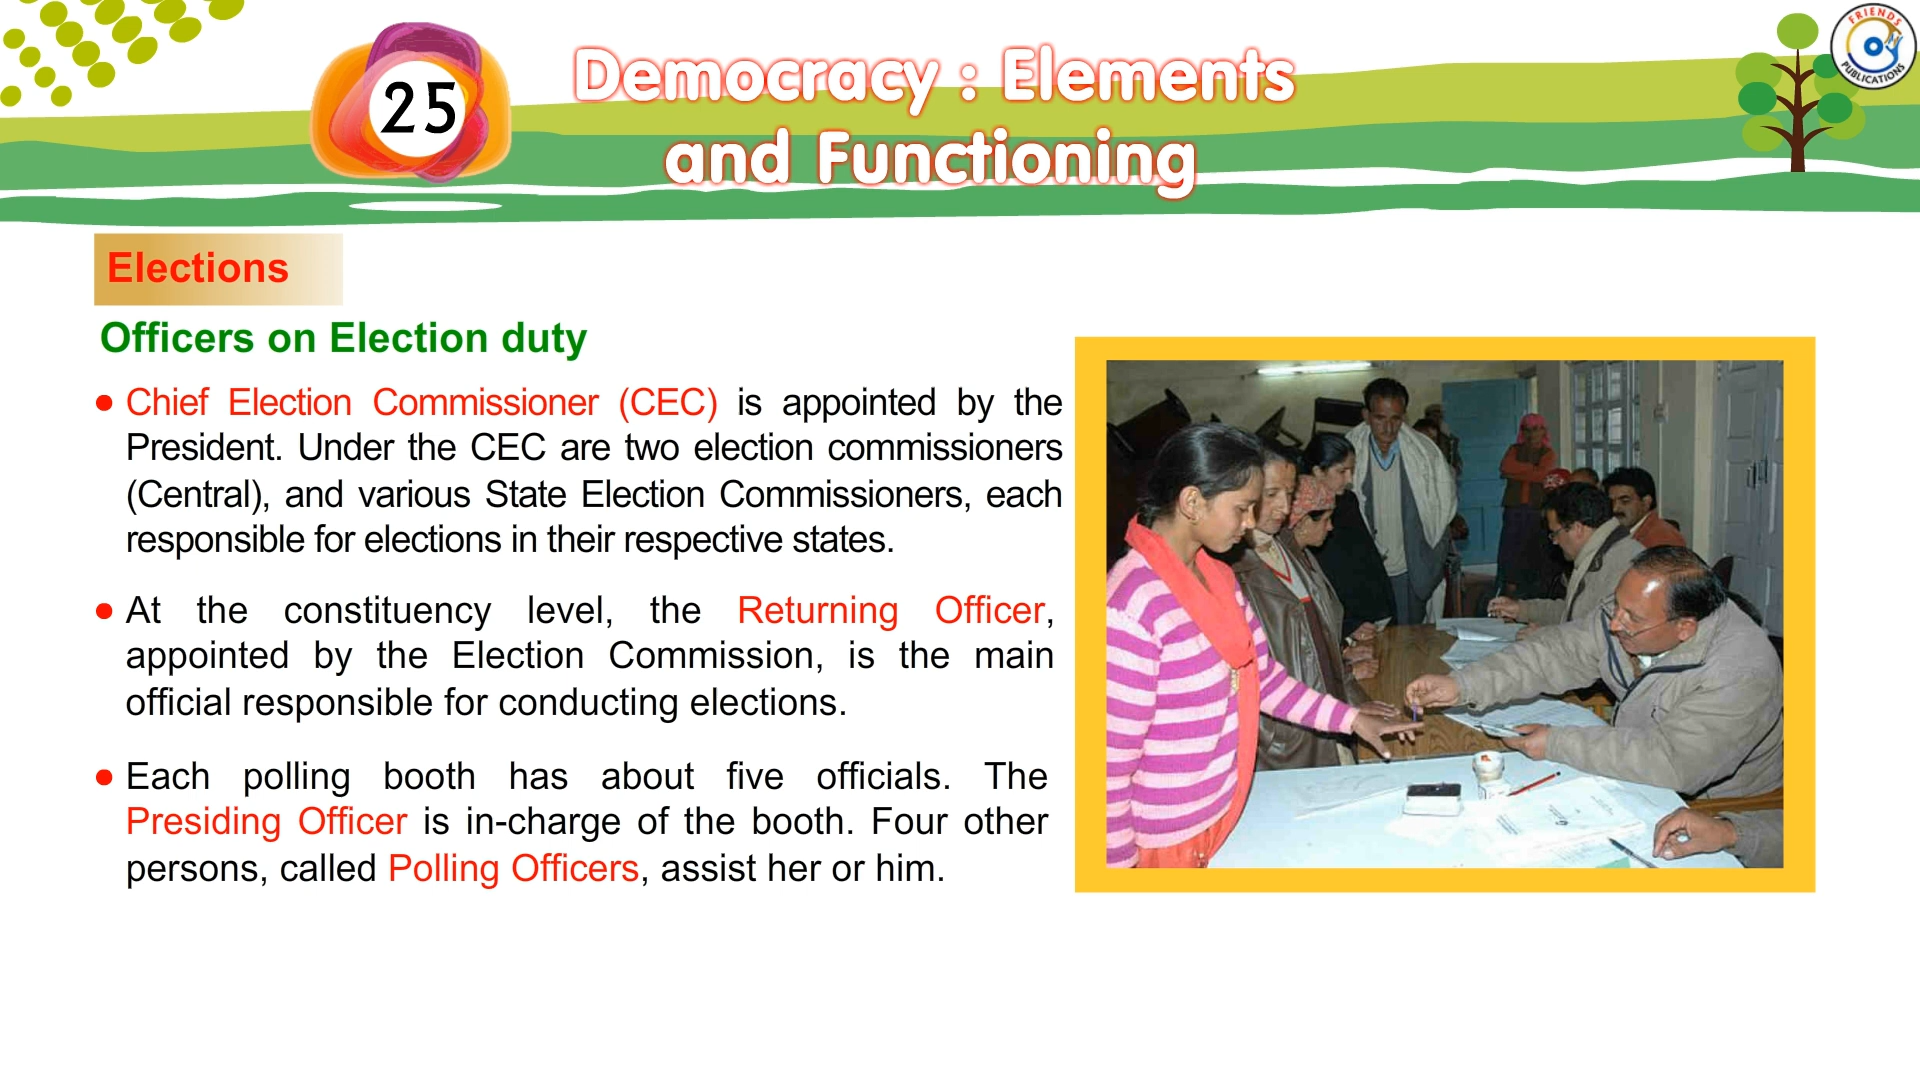 25
Democracy : Elements
and Functioning
FRIENDS
PUBLICATIONS
Elections
Officers on Election duty
• Chief Election Commissioner (CEC) is appointed by the
President. Under the CEC are two election commissioners
(Central), and various State Election Commissioners, each
responsible for elections in their respective states.
• At the constituency level, the Returning Officer,
appointed by the Election Commission, is the main
official responsible for conducting elections.
• Each polling booth has about five officials. The
Presiding Officer is in-charge of the booth. Four other
persons, called Polling Officers, assist her or him.